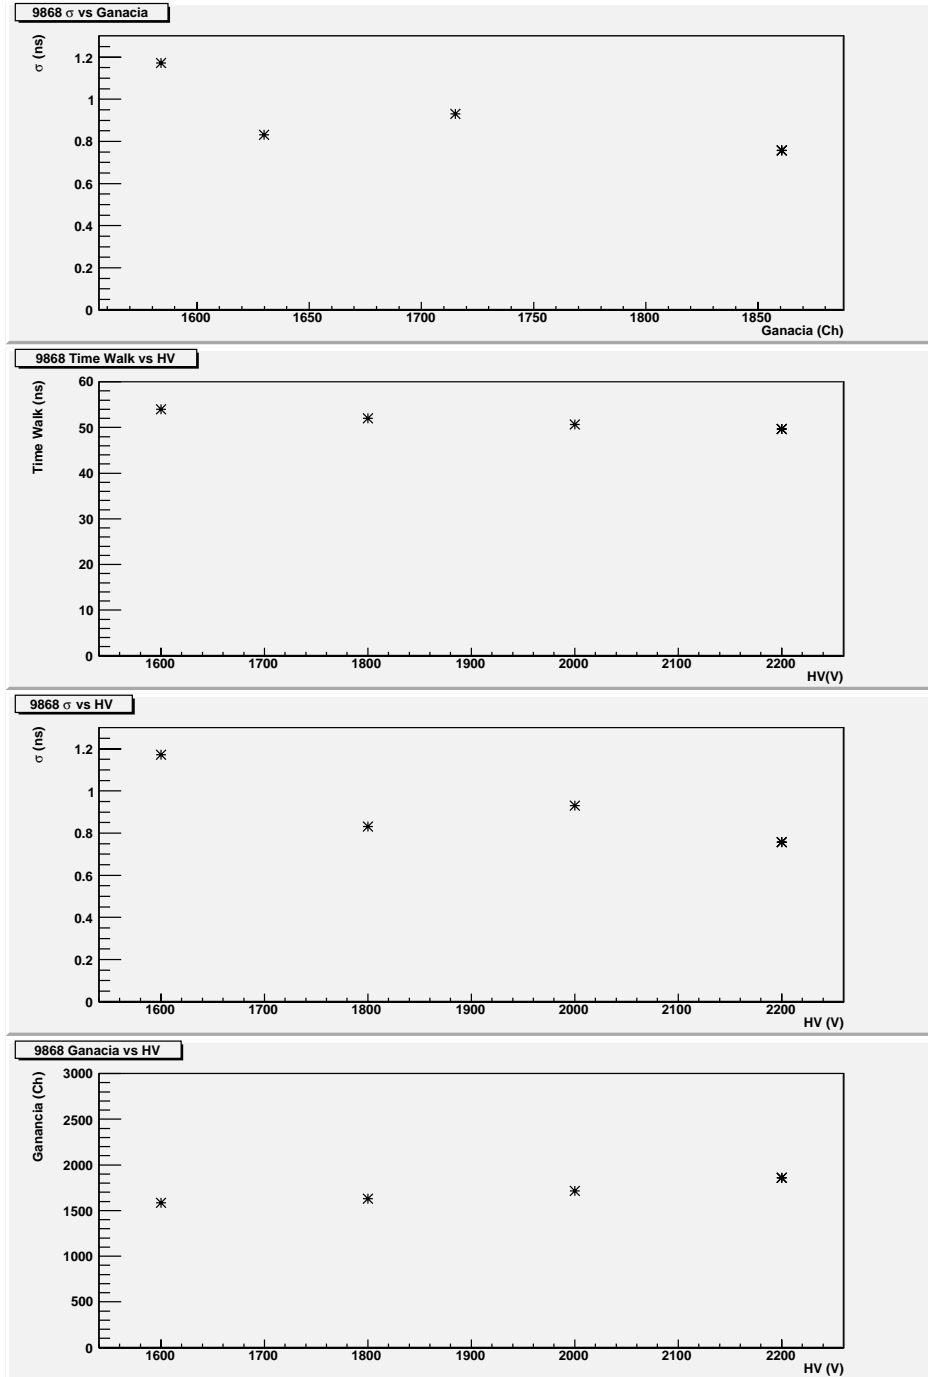 9868 σ vs Ganacia
σ (ns)
1.2
1
0.8
0.6
0.4
0.2
0
1600 1650 1700 1750 1800 1850
Ganacia (Ch)
9868 Time Walk vs HV
Time Walk (ns)
60
50
40
30
20
10
0
1600 1700 1800 1900 2000 2100 2200
HV(V)
9868 σ vs HV
σ (ns)
1.2
1
0.8
0.6
0.4
0.2
0
1600 1700 1800 1900 2000 2100 2200
HV (V)
9868 Ganacia vs HV
Ganancia (Ch)
3000
2500
2000
1500
1000
500
0
1600 1700 1800 1900 2000 2100 2200
HV (V)